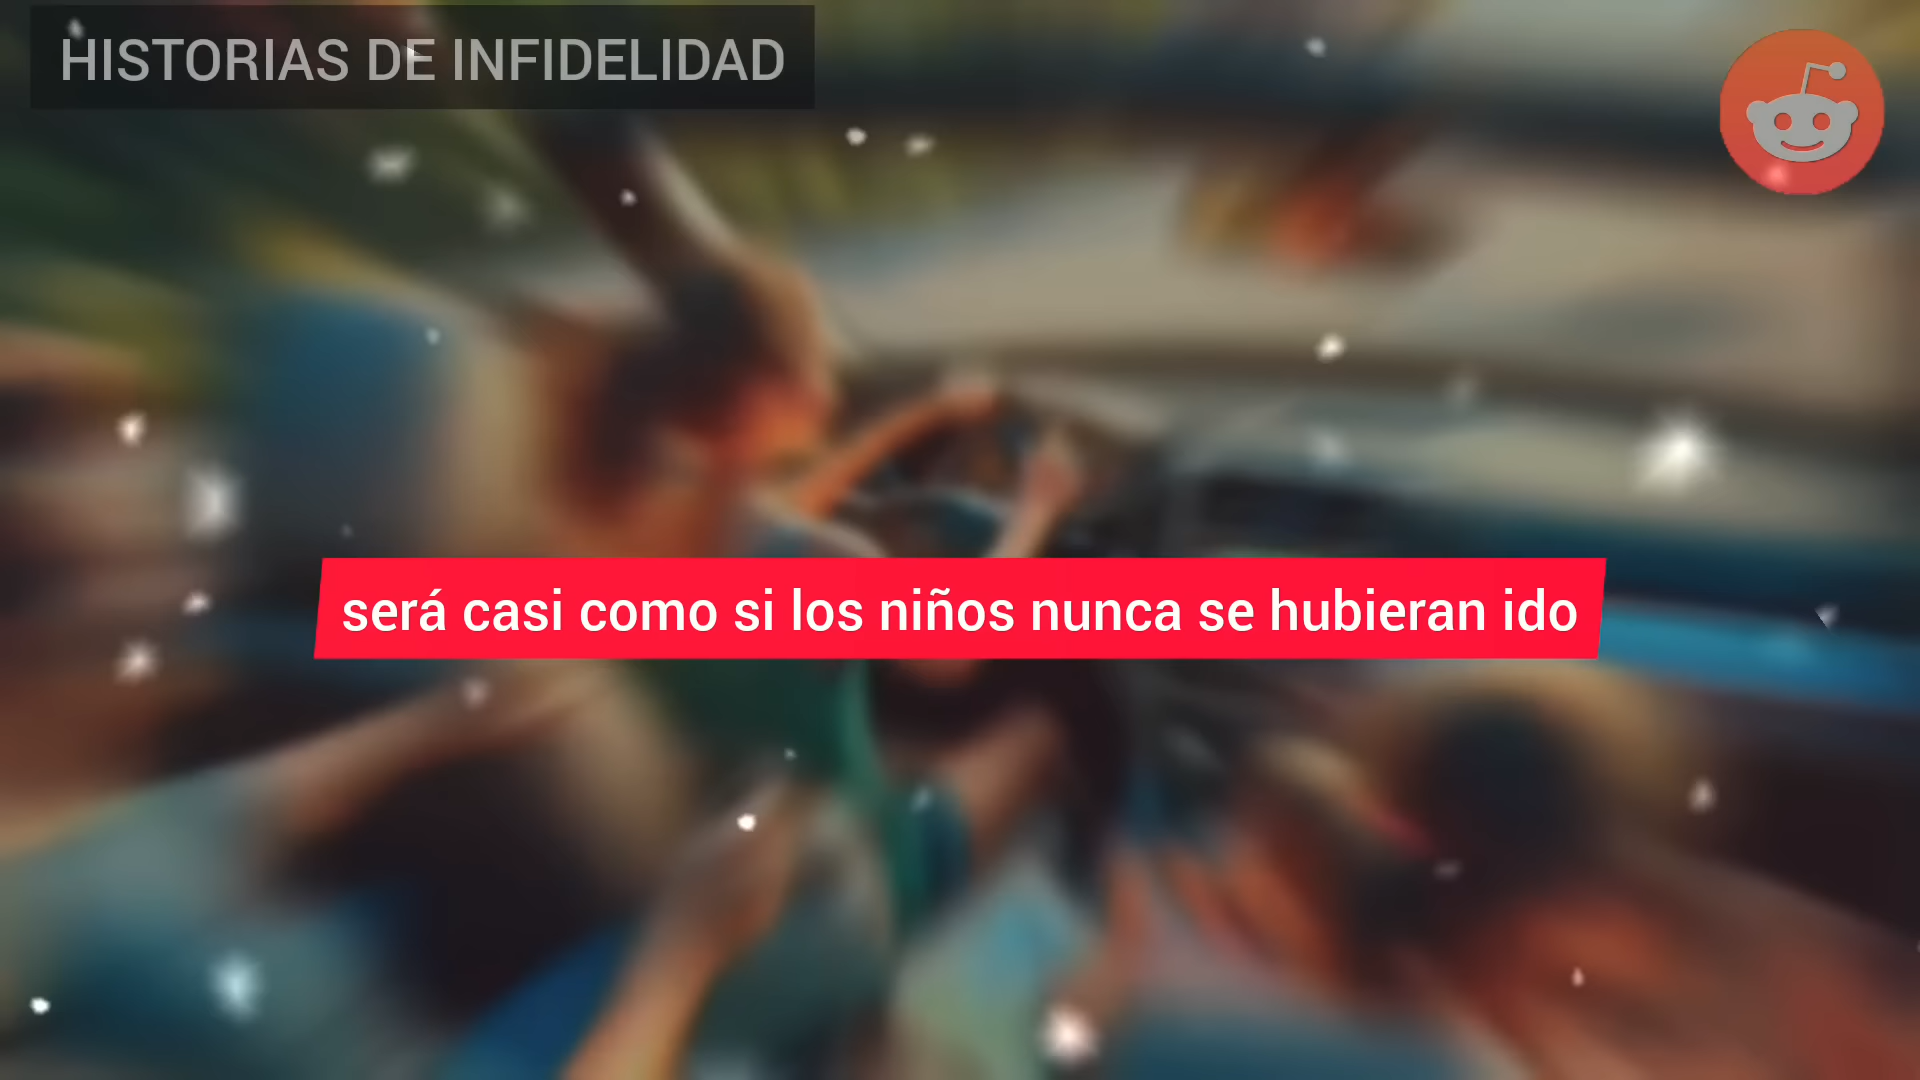 HISTORIAS DE INFIDELIDAD
será casi como si los niños nunca se hubieran ido